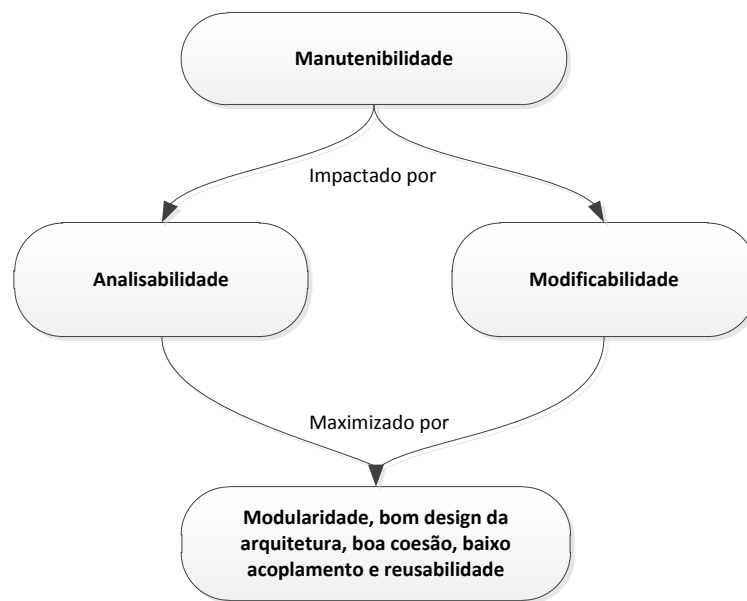 Manutenibilidade
Impactado por
Analisabilidade
Modificabilidade
Maximizado por
Modularidade, bom design da
arquitetura, boa coesão, baixo
acoplamento e reusabilidade